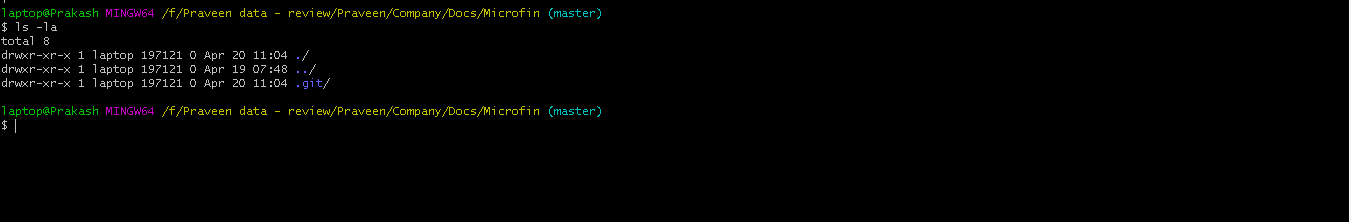 laptop@Prakash MINGW64 /f/Praveen data - review/Praveen/Company/Docs/Microfin (master)
$ ls -la
total 8
drwxr-xr-x 1 laptop 197121 0 Apr 20 11:04 ./
drwxr-xr-x 1 laptop 197121 0 Apr 19 07:48 ../
drwxr-xr-x 1 laptop 197121 0 Apr 20 11:04 .git/
laptop@Prakash MINGW64 /f/Praveen data - review/Praveen/Company/Docs/Microfin (master)
$